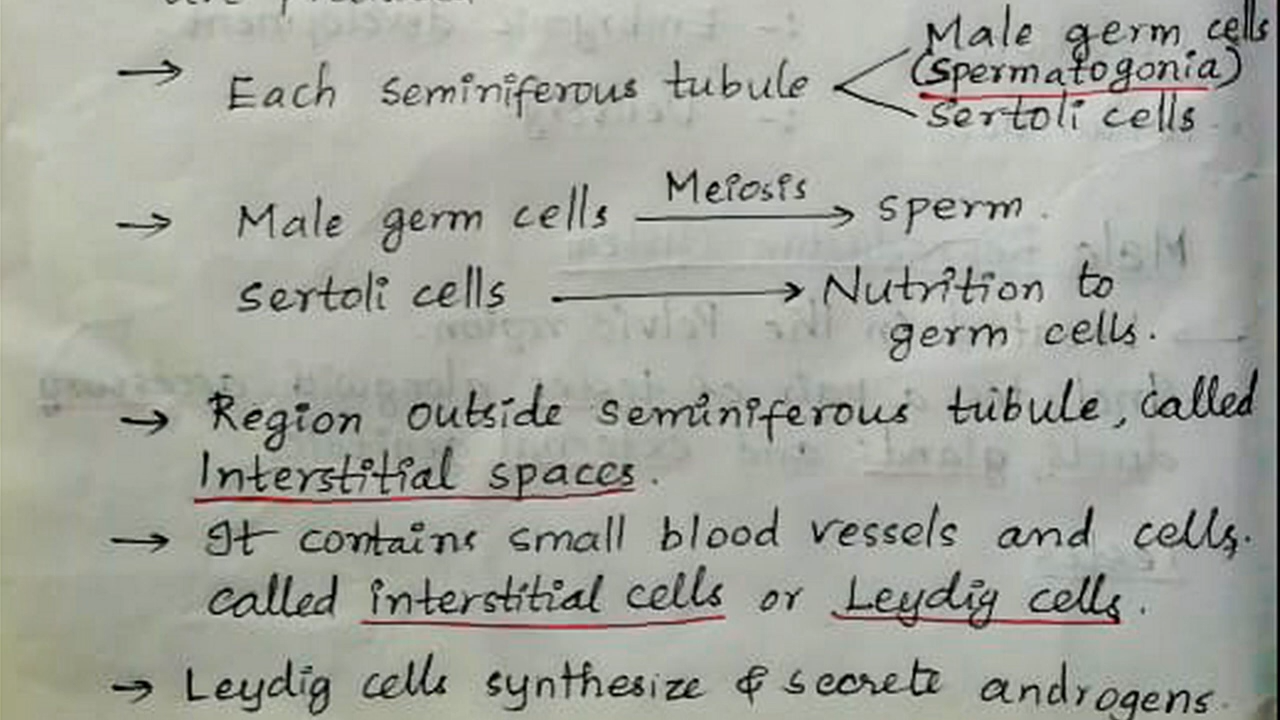 → Each seminiferous tubule < Male germ cells
(spermatogonia)
sertoli cells
→ Male germ cells Meiosis → sperm.
sertoli cells → Nutrition to
germ cells.
→ Region outside seminiferous tubule, called
Interstitial spaces.
→ It contains small blood vessels and cells.
called interstitial cells or Leydig cells.
→ Leydig cells synthesize & secrete androgens.